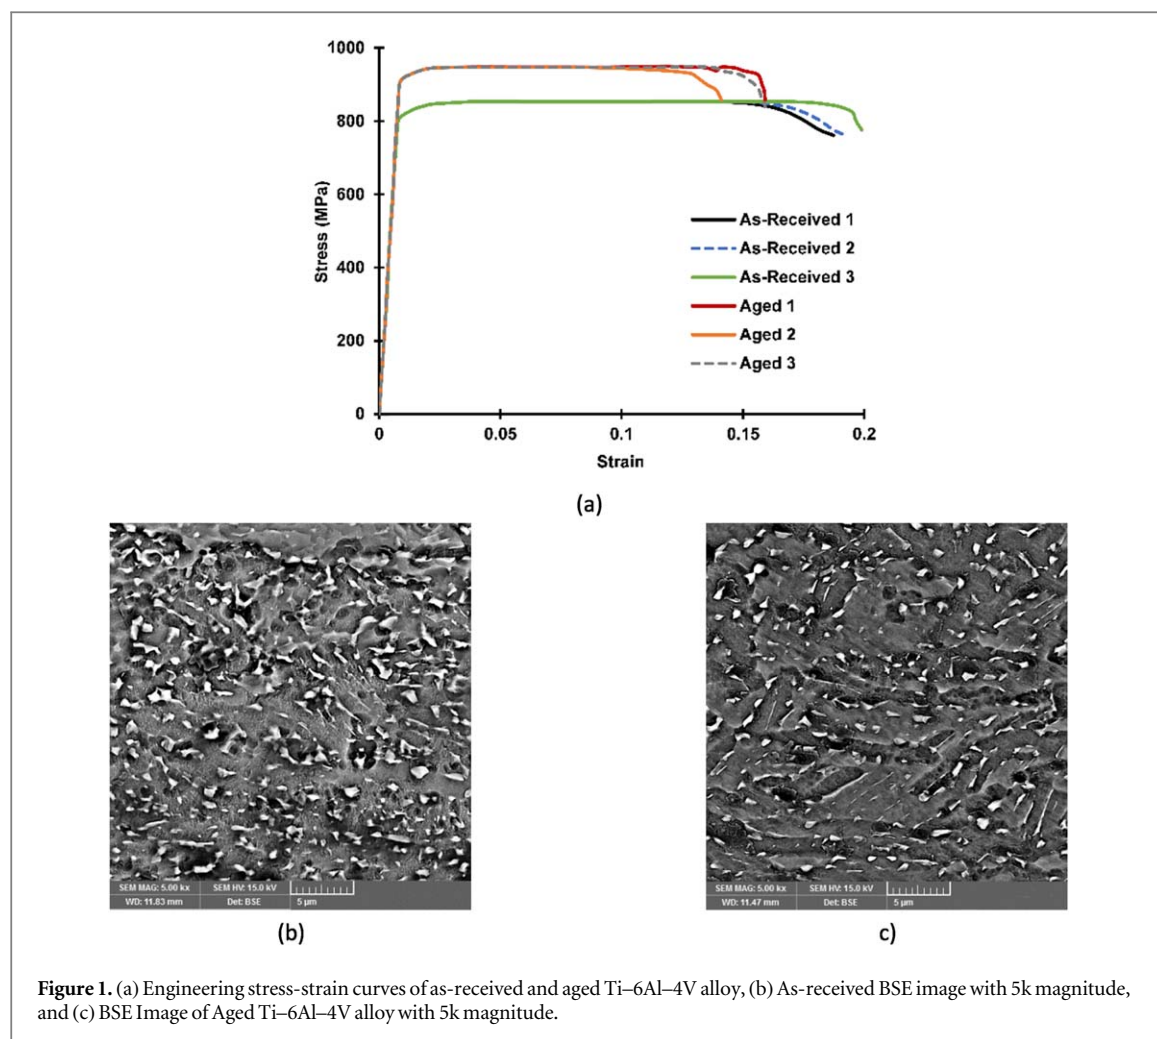 1000
800
600
400
200
0
Stress (MPa)
0 0.05 0.1 0.15 0.2
Strain
As-Received 1
As-Received 2
As-Received 3
Aged 1
Aged 2
Aged 3
(a)
SEM MAG: 5.00 kx SEM HV: 15.0 kV
WD: 11.83 mm Det: BSE 5 µm
(b)
SEM MAG: 5.00 kx SEM HV: 15.0 kV
WD: 11.47 mm Det: BSE 5 µm
c)
Figure 1. (a) Engineering stress-strain curves of as-received and aged Ti–6Al–4V alloy, (b) As-received BSE image with 5k magnitude,
and (c) BSE Image of Aged Ti–6Al–4V alloy with 5k magnitude.